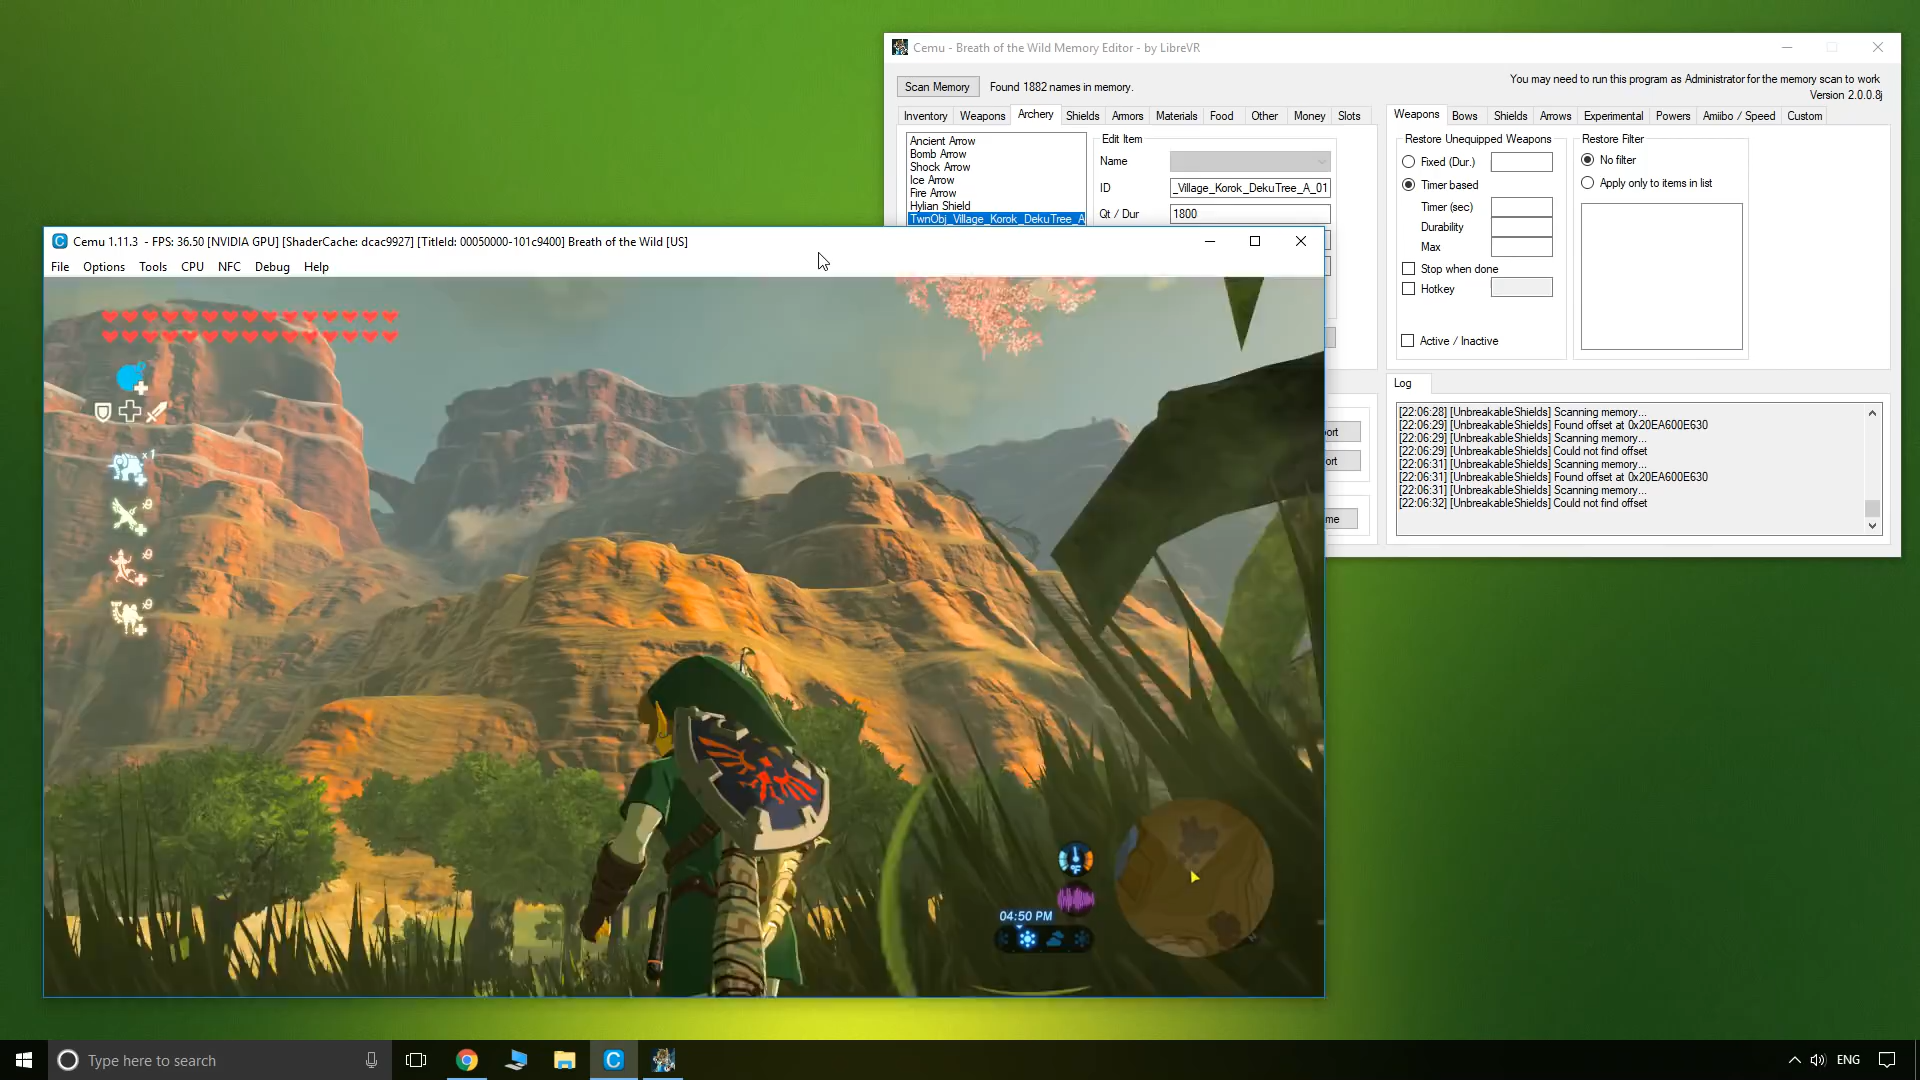 Cemu - Breath of the Wild Memory Editor - by LibreVR
Scan Memory
Found 1882 names in memory.
You may need to run this program as Administrator for the memory scan to work
Version 2.0.0.8j
Inventory Weapons Archery Shields Armors Materials Food Other Money Slots
Weapons Bows Shields Arrows Experimental Powers Amiibo / Speed Custom
Ancient Arrow
Bomb Arrow
Shock Arrow
Ice Arrow
Fire Arrow
Hylian Shield
TwnObj_Village_Korok_DekuTree_A
Edit Item
Name
ID
_Village_Korok_DekuTree_A_01
Qt / Dur
1800
Restore Unequipped Weapons
Fixed (Dur.)
Timer based
Timer (sec)
Durability
Max
Stop when done
Hotkey
Active / Inactive
Restore Filter
No filter
Apply only to items in list
Log
[22:06:28] [UnbreakableShields] Scanning memory...
[22:06:29] [UnbreakableShields] Found offset at 0x20EA600E630
[22:06:29] [UnbreakableShields] Scanning memory...
[22:06:29] [UnbreakableShields] Could not find offset
[22:06:31] [UnbreakableShields] Scanning memory...
[22:06:31] [UnbreakableShields] Found offset at 0x20EA600E630
[22:06:31] [UnbreakableShields] Scanning memory...
[22:06:32] [UnbreakableShields] Could not find offset
ort
ort
me
Cemu 1.11.3 - FPS: 36.50 [NVIDIA GPU] [ShaderCache: dcac9927] [TitleId: 00050000-101c9400] Breath of the Wild [US]
File Options Tools CPU NFC Debug Help
x1
x9
x9
x9
°F
04:50 PM
Type here to search
ENG